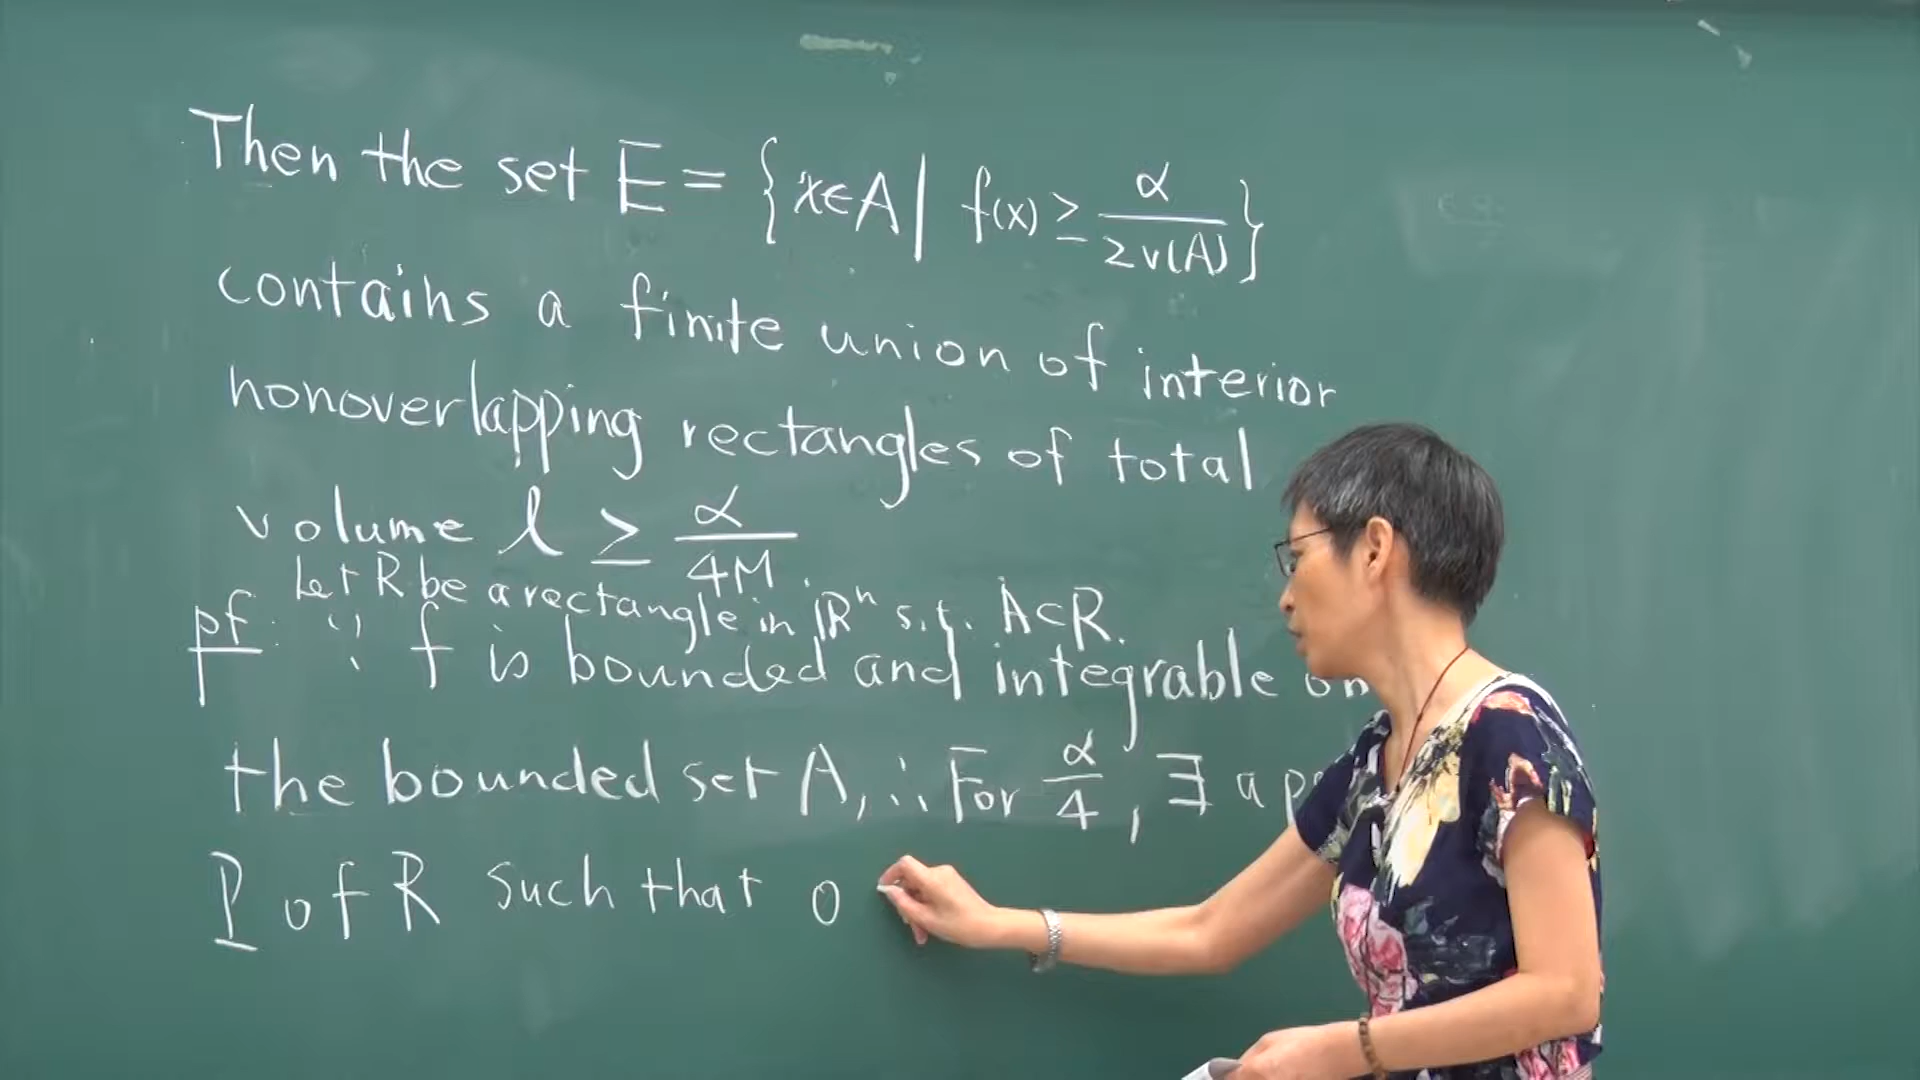 Then the set E = {x∈A | f(x) ≥ α/2v(A)}
contains a finite union of interior
nonoverlapping rectangles of total
volume l ≥ α/4M.
Let R be a rectangle in ℝⁿ s.t. A⊂R.
pf: ∵ f is bounded and integrable on
the bounded set A, ∴ For α/4, ∃ a
P of R such that 0